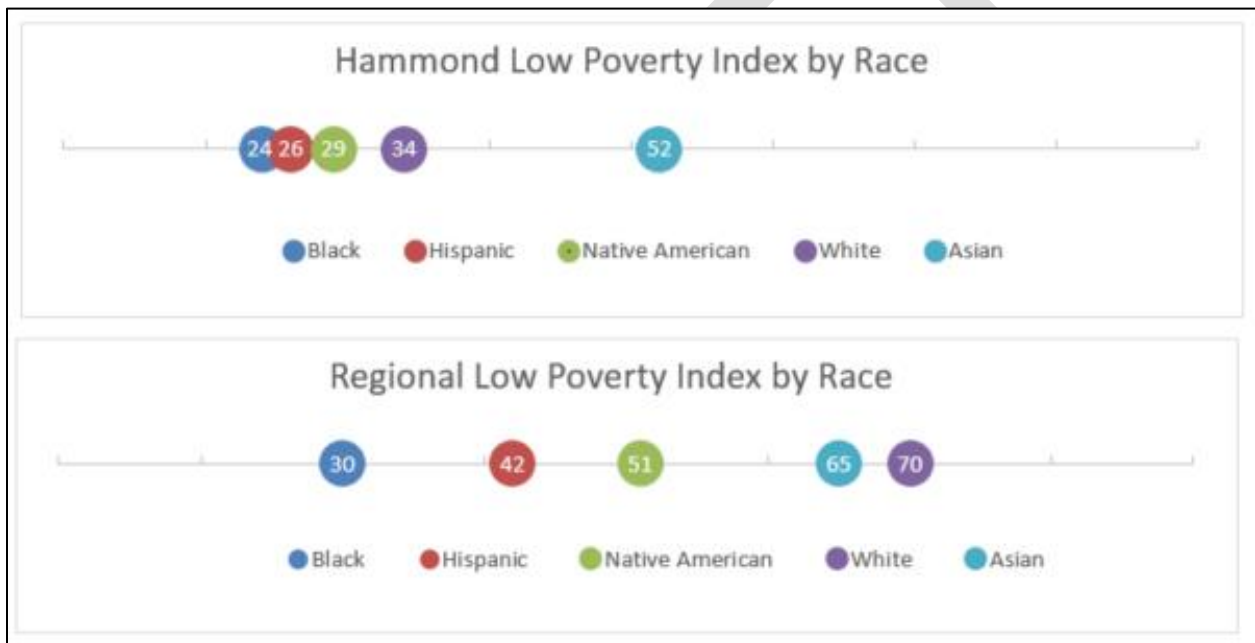 Hammond Low Poverty Index by Race
24 26 29 34 52
Black Hispanic Native American White Asian
Regional Low Poverty Index by Race
30 42 51 65 70
Black Hispanic Native American White Asian